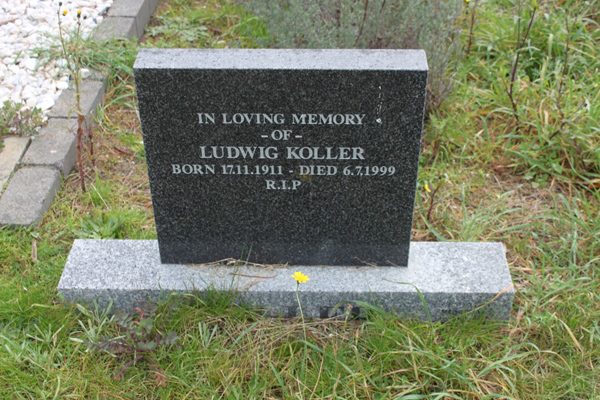 IN LOVING MEMORY
- OF -
LUDWIG KOLLER
BORN 17.11.1911 - DIED 6.7.1999
R.I.P